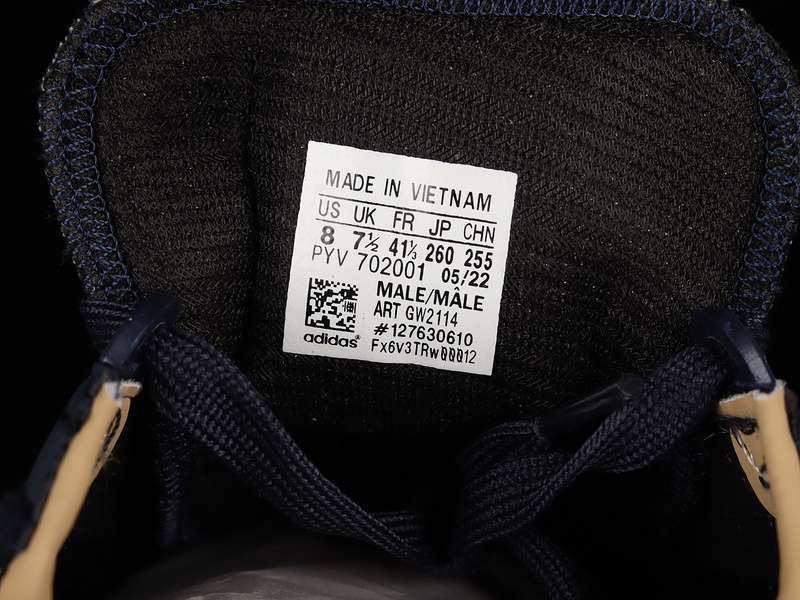 MADE IN VIETNAM
US UK FR JP CHN
8 7½ 41⅓ 260 255
PYV 702001 05/22
MALE/MÂLE
ART GW2114
#127630610
adidas® Fx6V3TRw00012